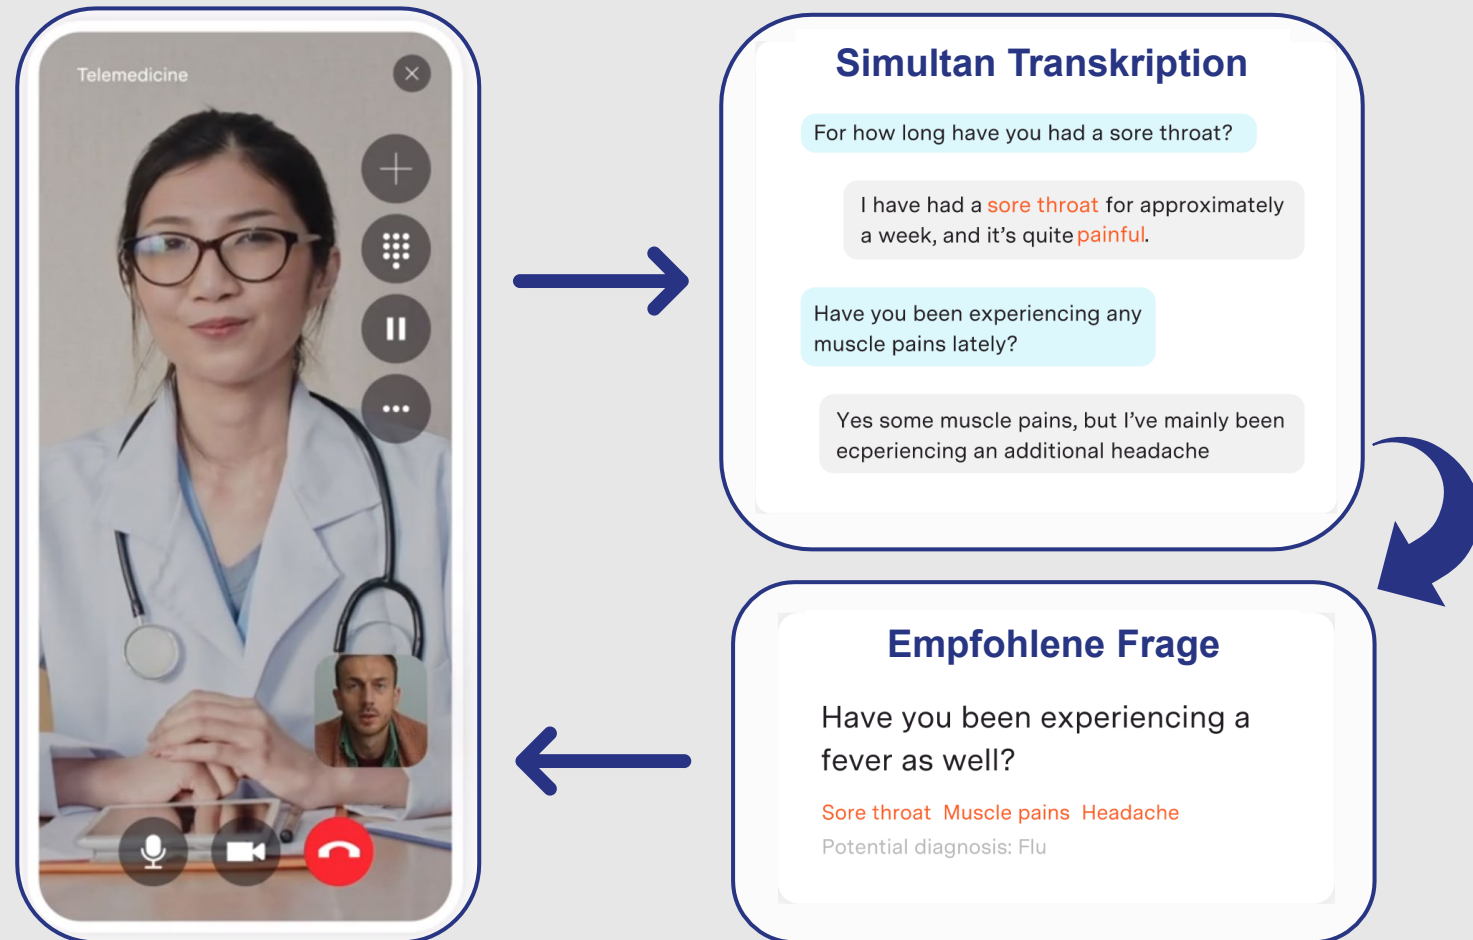 Telemedicine
Simultan Transkription
For how long have you had a sore throat?
I have had a sore throat for approximately
a week, and it's quite painful.
Have you been experiencing any
muscle pains lately?
Yes some muscle pains, but I've mainly been
ecperiencing an additional headache
Empfohlene Frage
Have you been experiencing a
fever as well?
Sore throat Muscle pains Headache
Potential diagnosis: Flu